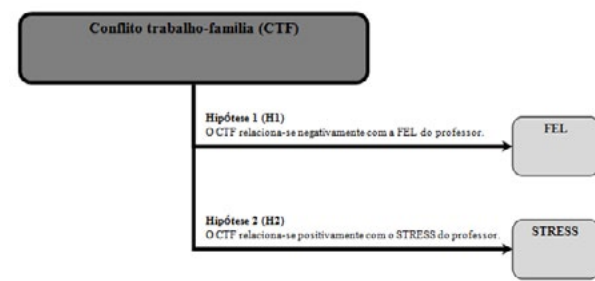 Conflito trabalho-família (CTF)
Hipótese 1 (H1)
O CTF relaciona-se negativamente com a FEL do professor.
FEL
Hipótese 2 (H2)
O CTF relaciona-se positivamente com o STRESS do professor.
STRESS